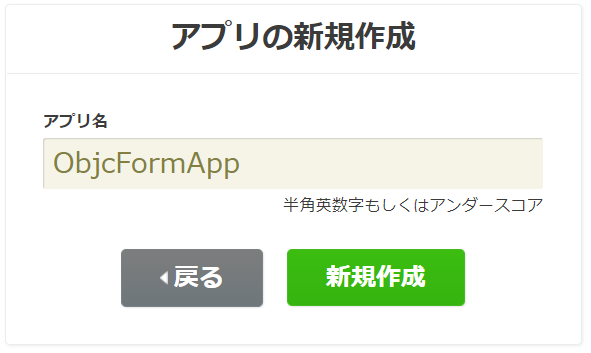 アプリの新規作成
アプリ名
ObjcFormApp
半角英数字もしくはアンダースコア
戻る
新規作成